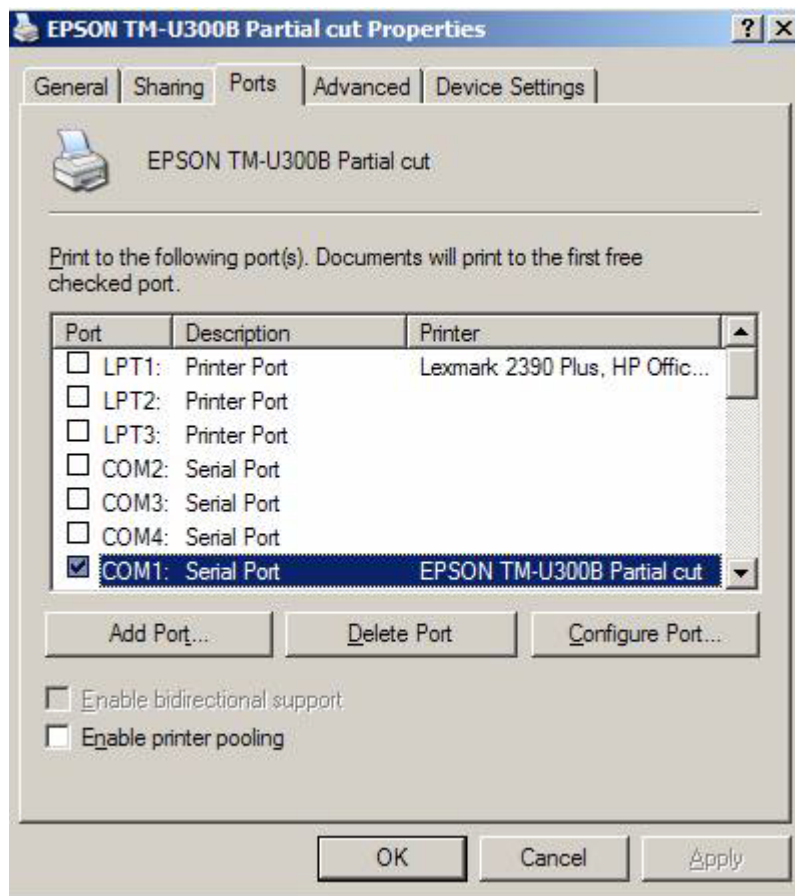 EPSON TM-U300B Partial cut Properties
General Sharing Ports Advanced Device Settings
EPSON TM-U300B Partial cut
Print to the following port(s). Documents will print to the first free
checked port.
Port Description Printer
LPT1: Printer Port Lexmark 2390 Plus, HP Offic...
LPT2: Printer Port
LPT3: Printer Port
COM2: Serial Port
COM3: Serial Port
COM4: Serial Port
COM1: Serial Port EPSON TM-U300B Partial cut
Add Port... Delete Port Configure Port...
Enable bidirectional support
Enable printer pooling
OK Cancel Apply